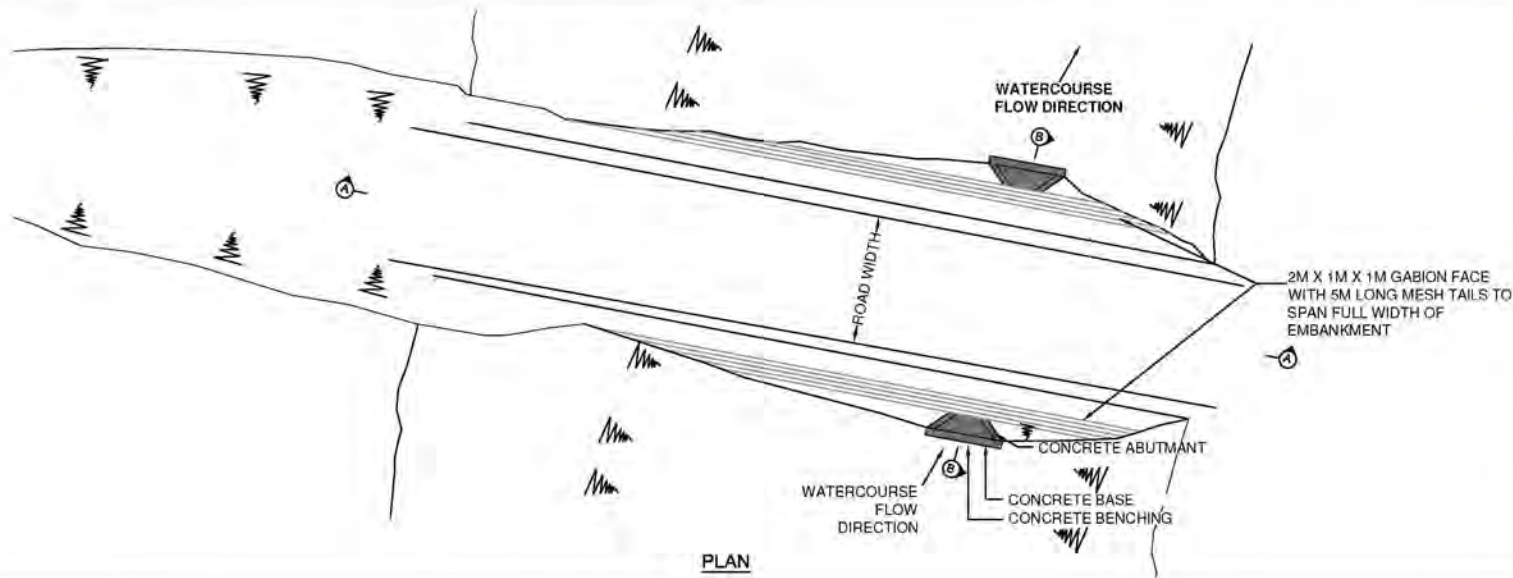 WATERCOURSE
FLOW DIRECTION
B
A
ROAD WIDTH
2M X 1M X 1M GABION FACE
WITH 5M LONG MESH TAILS TO
SPAN FULL WIDTH OF
EMBANKMENT
A
CONCRETE ABUTMANT
B
WATERCOURSE
FLOW
DIRECTION
CONCRETE BASE
CONCRETE BENCHING
PLAN